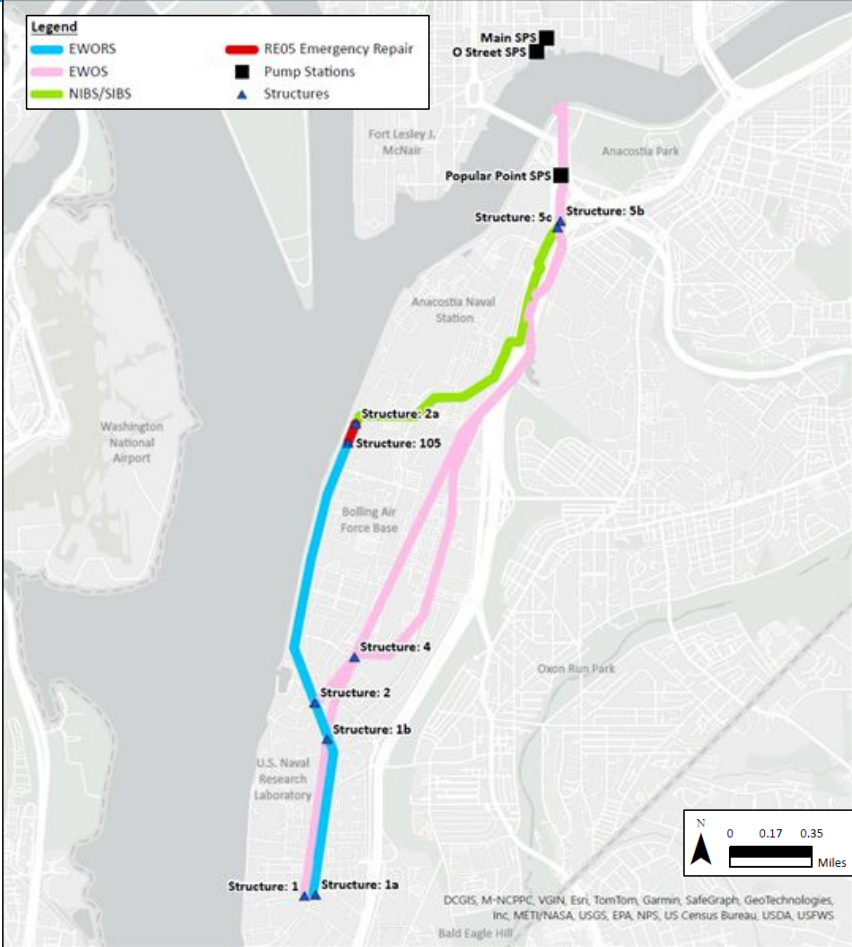 Legend
EWORS
RE05 Emergency Repair
EWOS
Pump Stations
NIBS/SIBS
Structures
Main SPS
O Street SPS
Fort Lesley J.
McNair
Anacostia Park
Popular Point SPS
Structure: 5c
Structure: 5b
Anacostia Naval
Station
Structure: 2a
Washington
National
Airport
Structure: 105
Bolling Air
Force Base
Structure: 4
Oxon Run Park
Structure: 2
Structure: 1b
U.S. Naval
Research
Laboratory
N
0 0.17 0.35
Miles
Structure: 1
Structure: 1a
DCGIS, M-NCPPC, VGIN, Esri, TomTom, Garmin, SafeGraph, GeoTechnologies,
Inc, METI/NASA, USGS, EPA, NPS, US Census Bureau, USDA, USFWS
Bald Eagle Hill